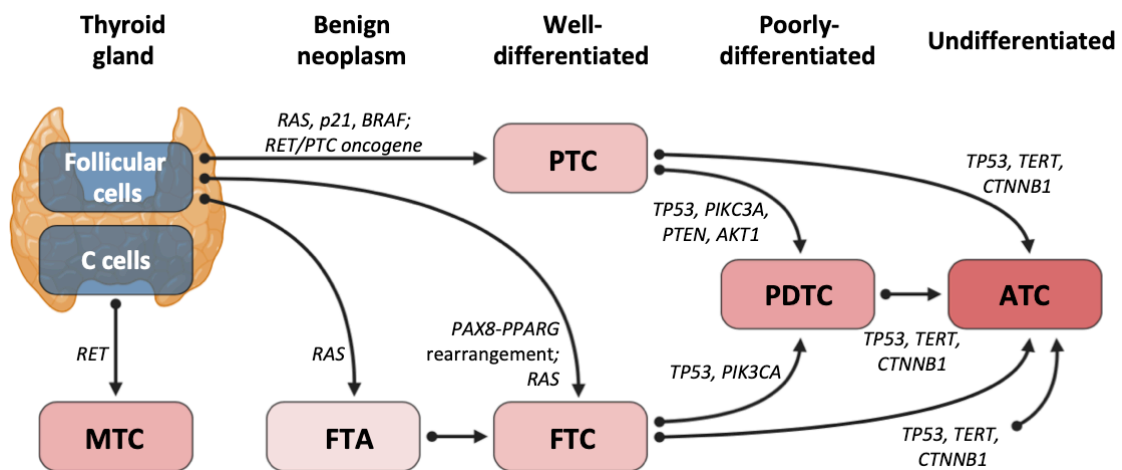 Thyroid
gland
Benign
neoplasm
Well-
differentiated
Poorly-
differentiated
Undifferentiated
RAS, p21, BRAF;
RET/PTC oncogene
Follicular
cells
PTC
TP53, TERT,
CTNNB1
TP53, PIKC3A,
PTEN, AKT1
C cells
PDTC
ATC
RET
RAS
PAX8-PPARG
rearrangement;
RAS
TP53, PIK3CA
TP53, TERT,
CTNNB1
MTC
FTA
FTC
TP53, TERT,
CTNNB1